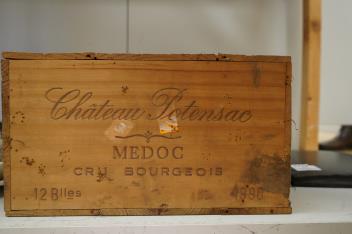 Château Potensac
MEDOC
CRU BOURGEOIS
12 Blles 1990